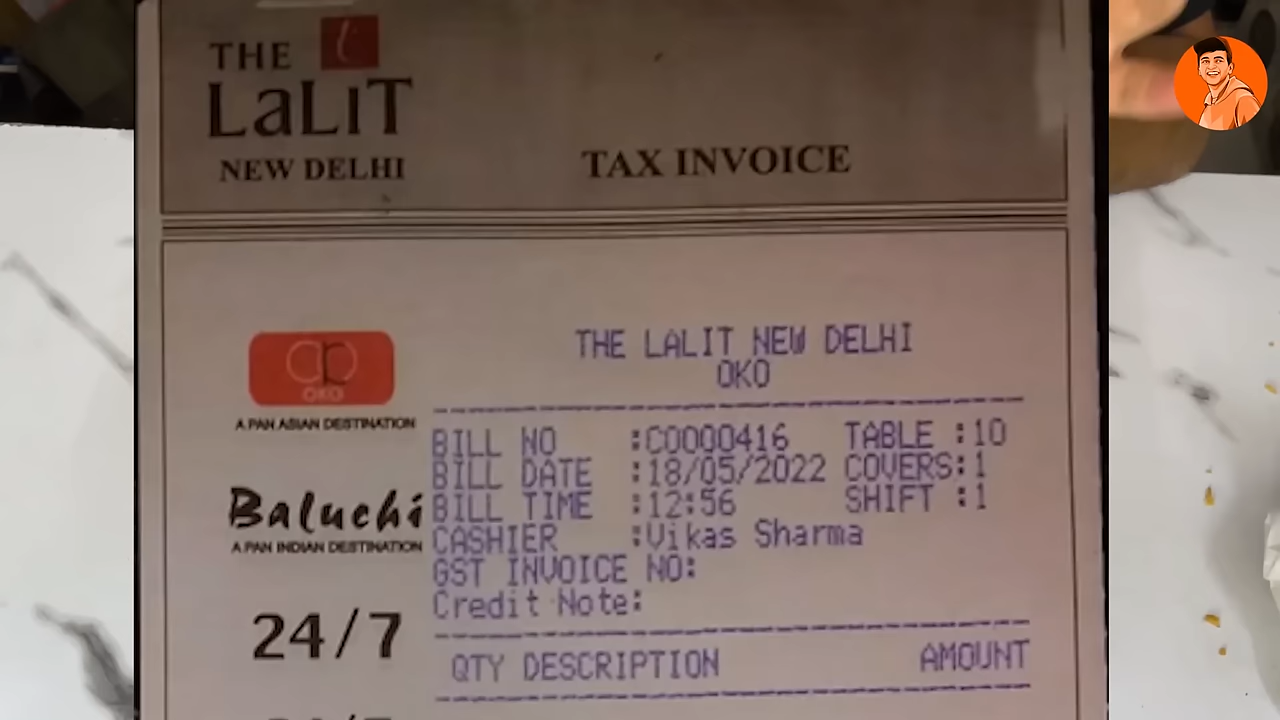 THE
LaLiT
NEW DELHI
TAX INVOICE
THE LALIT NEW DELHI
OKO
OKO
A PAN ASIAN DESTINATION
BILL NO :C0000416 TABLE :10
BILL DATE :18/05/2022 COVERS:1
BILL TIME :12:56 SHIFT :1
CASHIER :Vikas Sharma
GST INVOICE NO:
Credit Note:
Baluchi
A PAN INDIAN DESTINATION
24/7
QTY DESCRIPTION AMOUNT